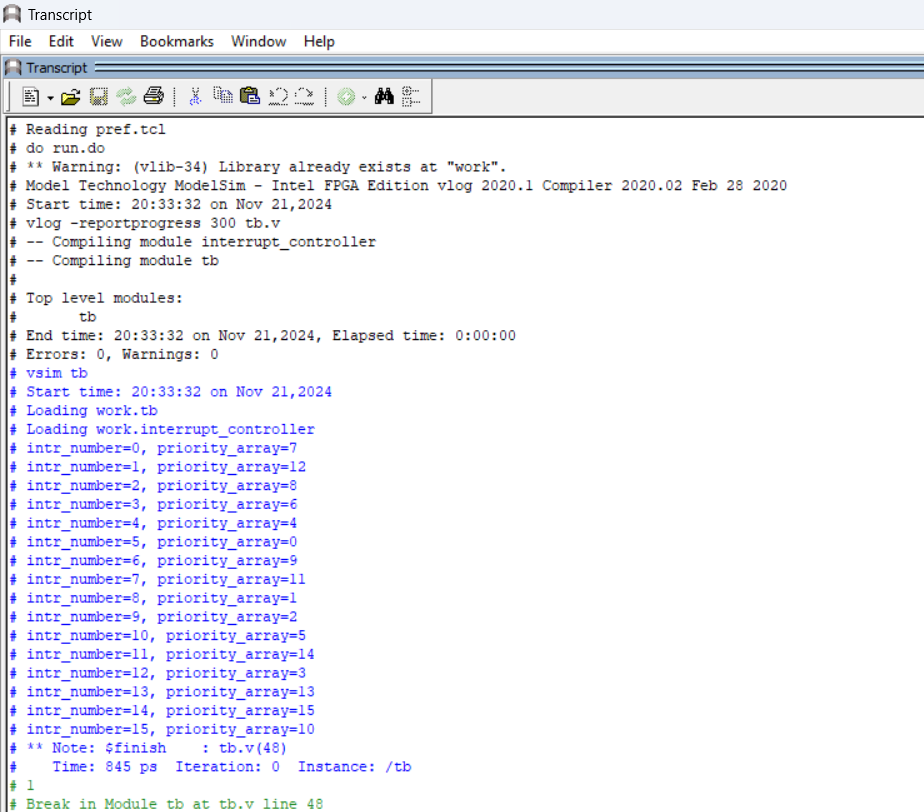 Transcript
File Edit View Bookmarks Window Help
Transcript
# Reading pref.tcl
# do run.do
# ** Warning: (vlib-34) Library already exists at "work".
# Model Technology ModelSim - Intel FPGA Edition vlog 2020.1 Compiler 2020.02 Feb 28 2020
# Start time: 20:33:32 on Nov 21,2024
# vlog -reportprogress 300 tb.v
# -- Compiling module interrupt_controller
# -- Compiling module tb
#
# Top level modules:
#       tb
# End time: 20:33:32 on Nov 21,2024, Elapsed time: 0:00:00
# Errors: 0, Warnings: 0
# vsim tb
# Start time: 20:33:32 on Nov 21,2024
# Loading work.tb
# Loading work.interrupt_controller
# intr_number=0, priority_array=7
# intr_number=1, priority_array=12
# intr_number=2, priority_array=8
# intr_number=3, priority_array=6
# intr_number=4, priority_array=4
# intr_number=5, priority_array=0
# intr_number=6, priority_array=9
# intr_number=7, priority_array=11
# intr_number=8, priority_array=1
# intr_number=9, priority_array=2
# intr_number=10, priority_array=5
# intr_number=11, priority_array=14
# intr_number=12, priority_array=3
# intr_number=13, priority_array=13
# intr_number=14, priority_array=15
# intr_number=15, priority_array=10
# ** Note: $finish    : tb.v(48)
#    Time: 845 ps  Iteration: 0  Instance: /tb
# 1
# Break in Module tb at tb.v line 48